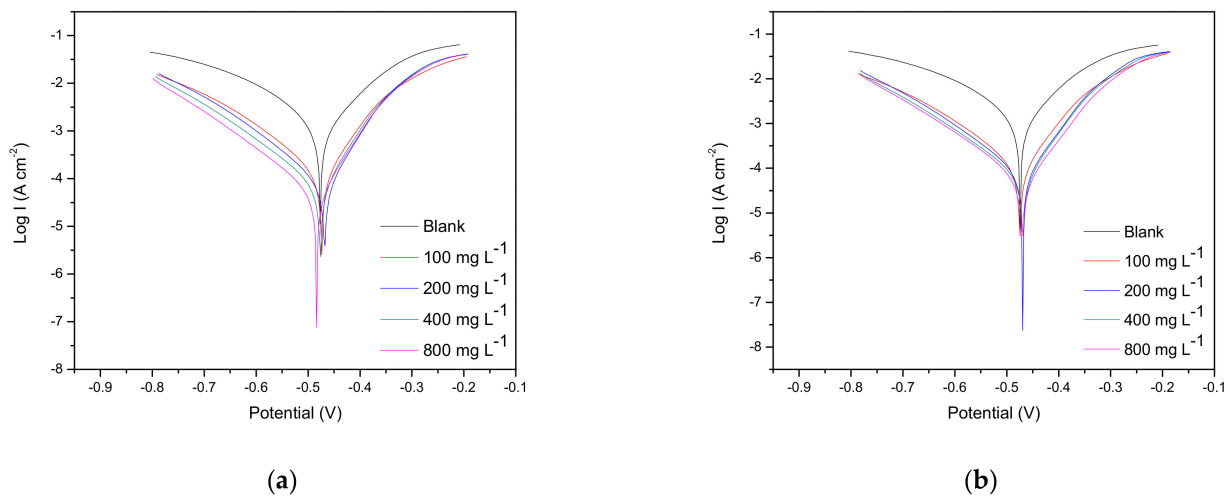 -1
-2
-3
-4
-5
-6
-7
-8
Log I (A cm-2)
-0.9 -0.8 -0.7 -0.6 -0.5 -0.4 -0.3 -0.2 -0.1
Potential (V)
Blank
100 mg L-1
200 mg L-1
400 mg L-1
800 mg L-1
(a)
-1
-2
-3
-4
-5
-6
-7
-8
Log I (A cm-2)
-0.9 -0.8 -0.7 -0.6 -0.5 -0.4 -0.3 -0.2 -0.1
Potential (V)
Blank
100 mg L-1
200 mg L-1
400 mg L-1
800 mg L-1
(b)